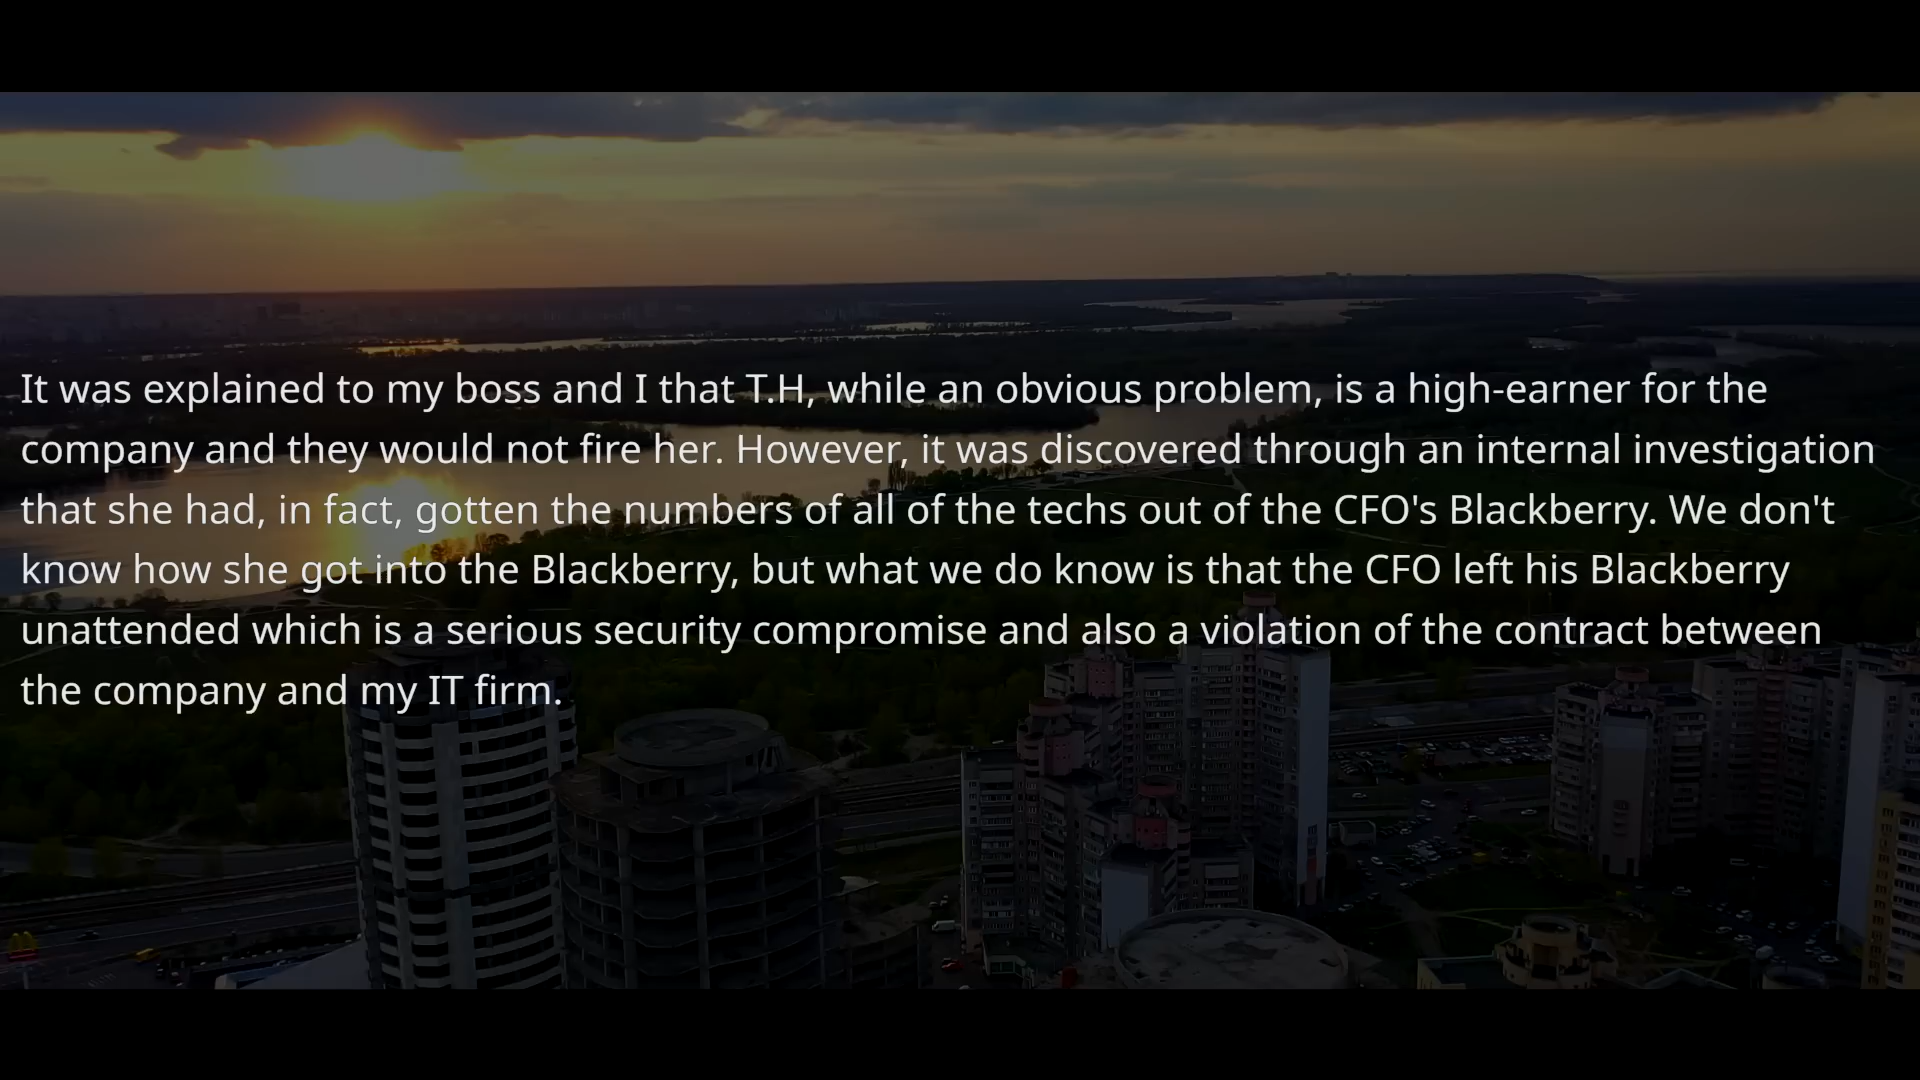 It was explained to my boss and I that T.H, while an obvious problem, is a high-earner for the
company and they would not fire her. However, it was discovered through an internal investigation
that she had, in fact, gotten the numbers of all of the techs out of the CFO's Blackberry. We don't
know how she got into the Blackberry, but what we do know is that the CFO left his Blackberry
unattended which is a serious security compromise and also a violation of the contract between
the company and my IT firm.